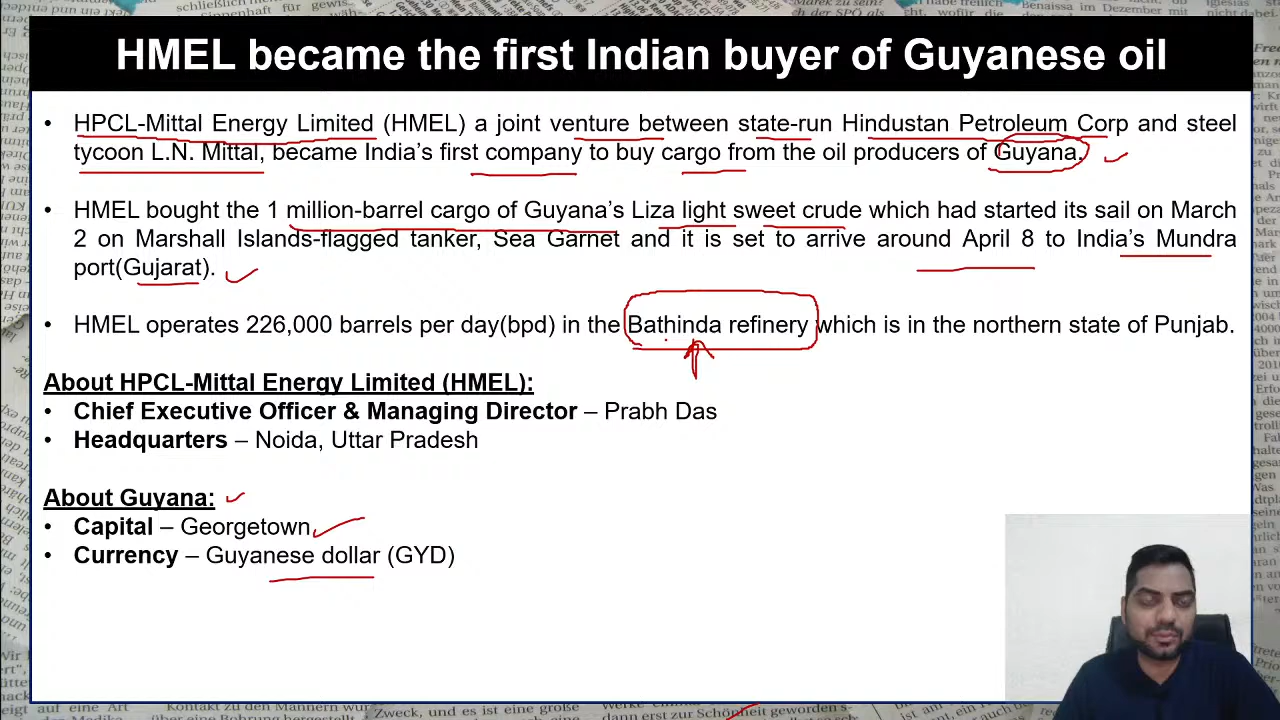 HMEL became the first Indian buyer of Guyanese oil
• HPCL-Mittal Energy Limited (HMEL) a joint venture between state-run Hindustan Petroleum Corp and steel
tycoon L.N. Mittal, became India's first company to buy cargo from the oil producers of Guyana.
• HMEL bought the 1 million-barrel cargo of Guyana's Liza light sweet crude which had started its sail on March
2 on Marshall Islands-flagged tanker, Sea Garnet and it is set to arrive around April 8 to India's Mundra
port(Gujarat).
• HMEL operates 226,000 barrels per day(bpd) in the Bathinda refinery which is in the northern state of Punjab.
About HPCL-Mittal Energy Limited (HMEL):
• Chief Executive Officer & Managing Director – Prabh Das
• Headquarters – Noida, Uttar Pradesh
About Guyana:
• Capital – Georgetown
• Currency – Guyanese dollar (GYD)